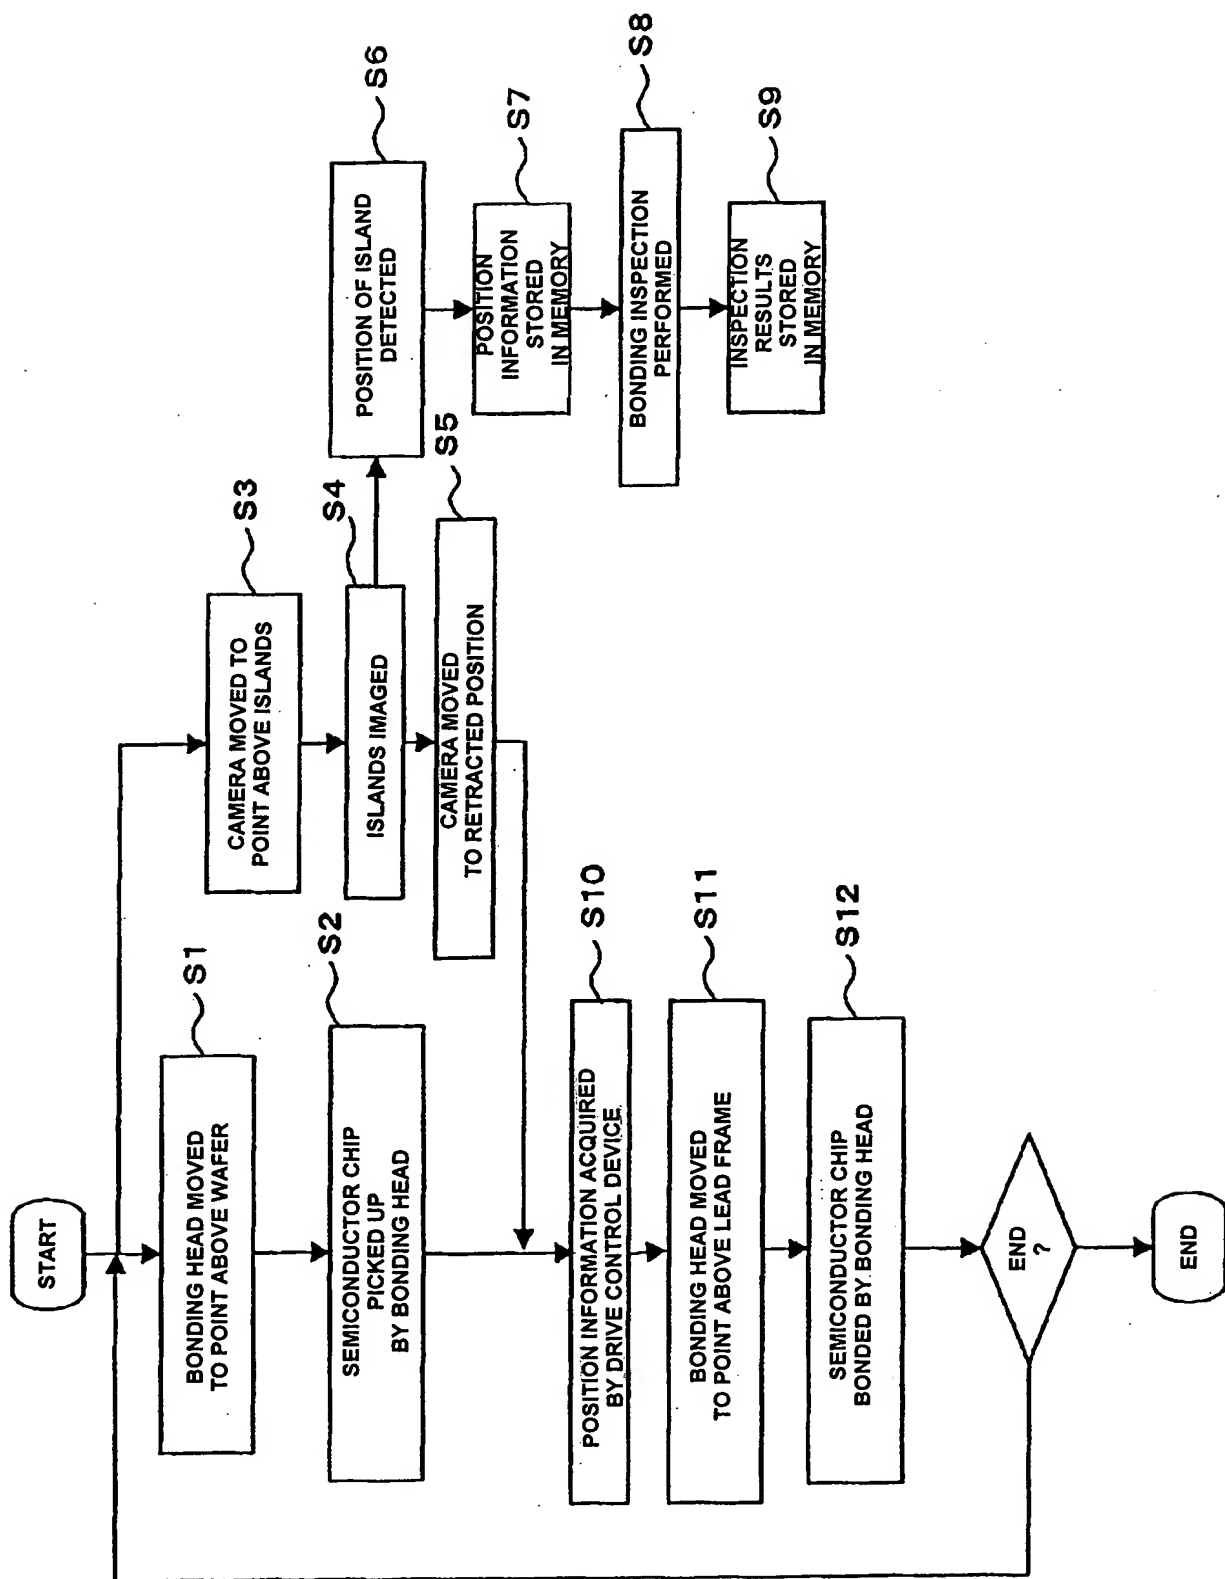 START
BONDING HEAD MOVED
TO POINT ABOVE WAFER
S1
SEMICONDUCTOR CHIP
PICKED UP
BY BONDING HEAD
S2
CAMERA MOVED TO
POINT ABOVE ISLANDS
S3
ISLANDS IMAGED
S4
CAMERA MOVED
TO RETRACTED POSITION
S5
POSITION OF ISLAND
DETECTED
S6
POSITION
INFORMATION
STORED
IN MEMORY
S7
BONDING INSPECTION
PERFORMED
S8
INSPECTION
RESULTS
STORED
IN MEMORY
S9
POSITION INFORMATION ACQUIRED
BY DRIVE CONTROL DEVICE
S10
BONDING HEAD MOVED
TO POINT ABOVE LEAD FRAME
S11
SEMICONDUCTOR CHIP
BONDED BY BONDING HEAD
S12
END
?
END